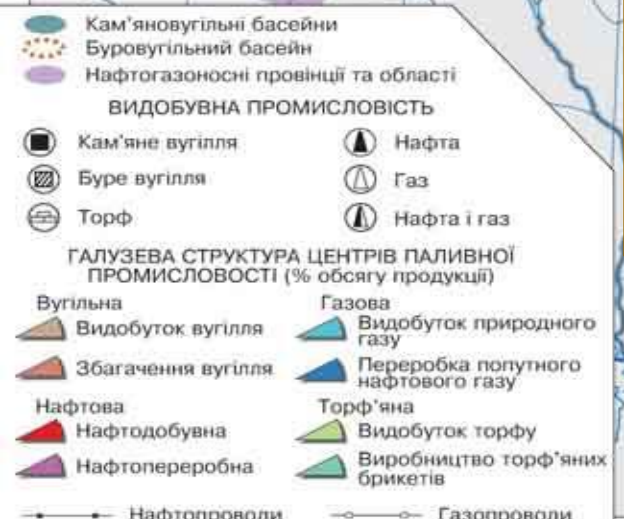 Кам'яновугільні басейни
Буровугільний басейн
Нафтогазоносні провінції та області
ВИДОБУВНА ПРОМИСЛОВІСТЬ
Кам'яне вугілля
Нафта
Буре вугілля
Газ
Торф
Нафта і газ
ГАЛУЗЕВА СТРУКТУРА ЦЕНТРІВ ПАЛИВНОЇ
ПРОМИСЛОВОСТІ (% обсягу продукції)
Вугільна
Газова
Видобуток вугілля
Видобуток природного
газу
Збагачення вугілля
Переробка попутного
нафтового газу
Нафтова
Торф'яна
Нафтодобувна
Видобуток торфу
Нафтопереробна
Виробництво торф'яних
брикетів
Нафтопроводи
Газопроводи